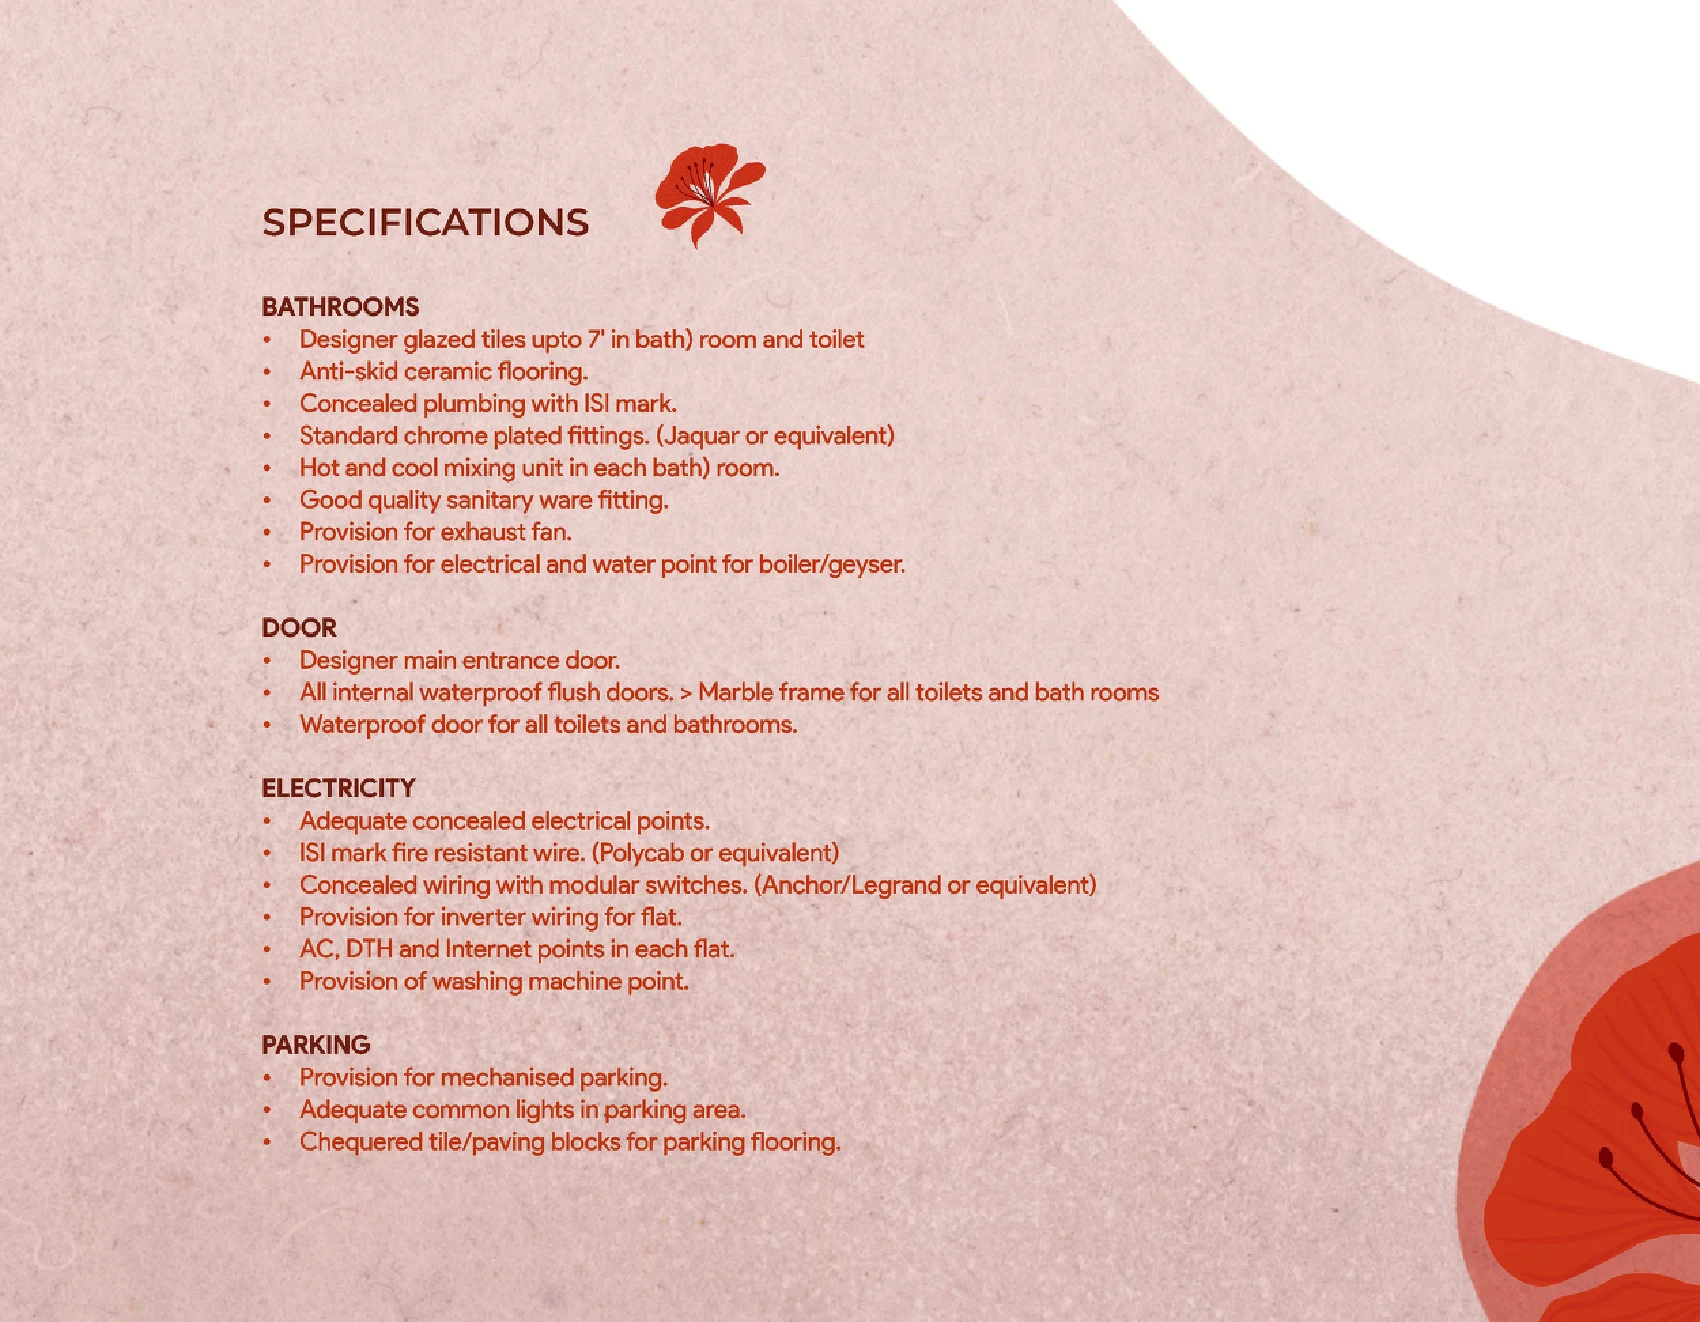 SPECIFICATIONS
BATHROOMS
• Designer glazed tiles upto 7' in bath) room and toilet
• Anti-skid ceramic flooring.
• Concealed plumbing with ISI mark.
• Standard chrome plated fittings. (Jaquar or equivalent)
• Hot and cool mixing unit in each bath) room.
• Good quality sanitary ware fitting.
• Provision for exhaust fan.
• Provision for electrical and water point for boiler/geyser.
DOOR
• Designer main entrance door.
• All internal waterproof flush doors. > Marble frame for all toilets and bath rooms
• Waterproof door for all toilets and bathrooms.
ELECTRICITY
• Adequate concealed electrical points.
• ISI mark fire resistant wire. (Polycab or equivalent)
• Concealed wiring with modular switches. (Anchor/Legrand or equivalent)
• Provision for inverter wiring for flat.
• AC, DTH and Internet points in each flat.
• Provision of washing machine point.
PARKING
• Provision for mechanised parking.
• Adequate common lights in parking area.
• Chequered tile/paving blocks for parking flooring.